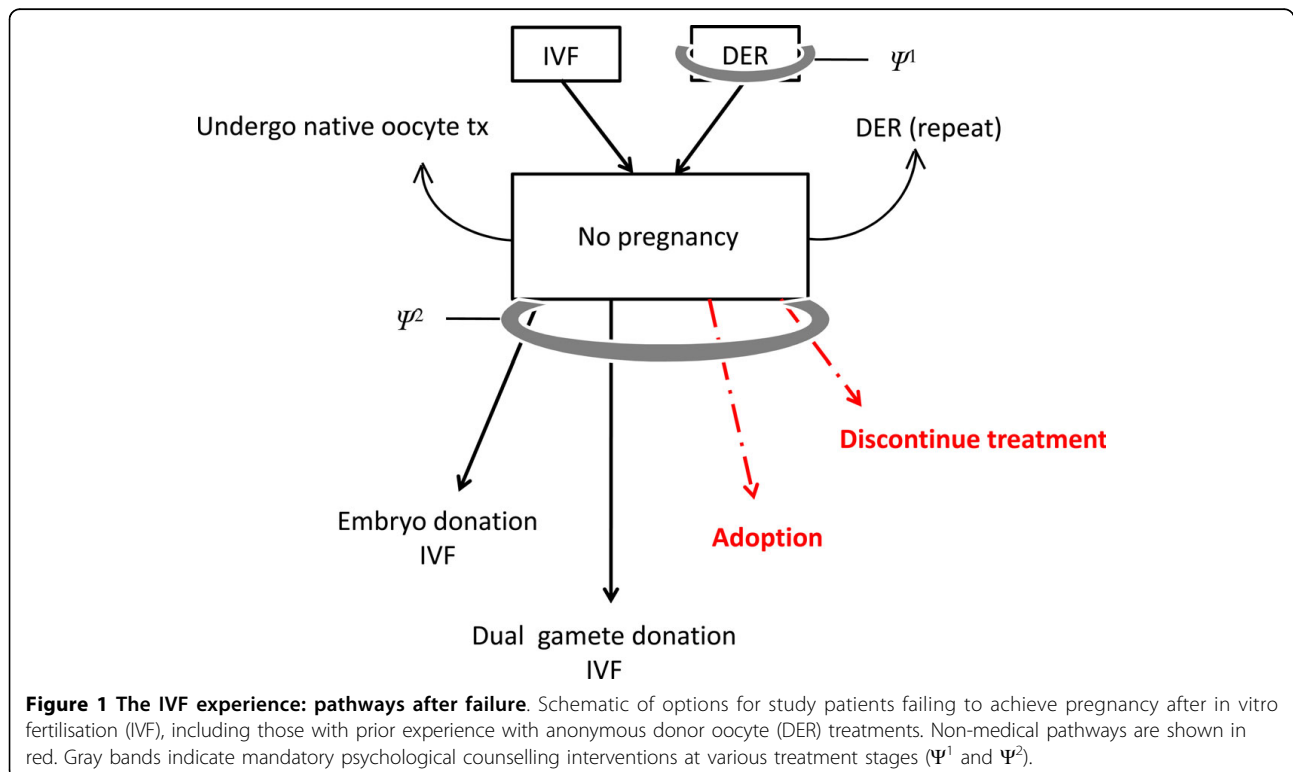 IVF
DER
Ψ1
Undergo native oocyte tx
DER (repeat)
No pregnancy
Ψ2
Discontinue treatment
Embryo donation
IVF
Adoption
Dual gamete donation
IVF
Figure 1 The IVF experience: pathways after failure. Schematic of options for study patients failing to achieve pregnancy after in vitro
fertilisation (IVF), including those with prior experience with anonymous donor oocyte (DER) treatments. Non-medical pathways are shown in
red. Gray bands indicate mandatory psychological counselling interventions at various treatment stages (Ψ1 and Ψ2).